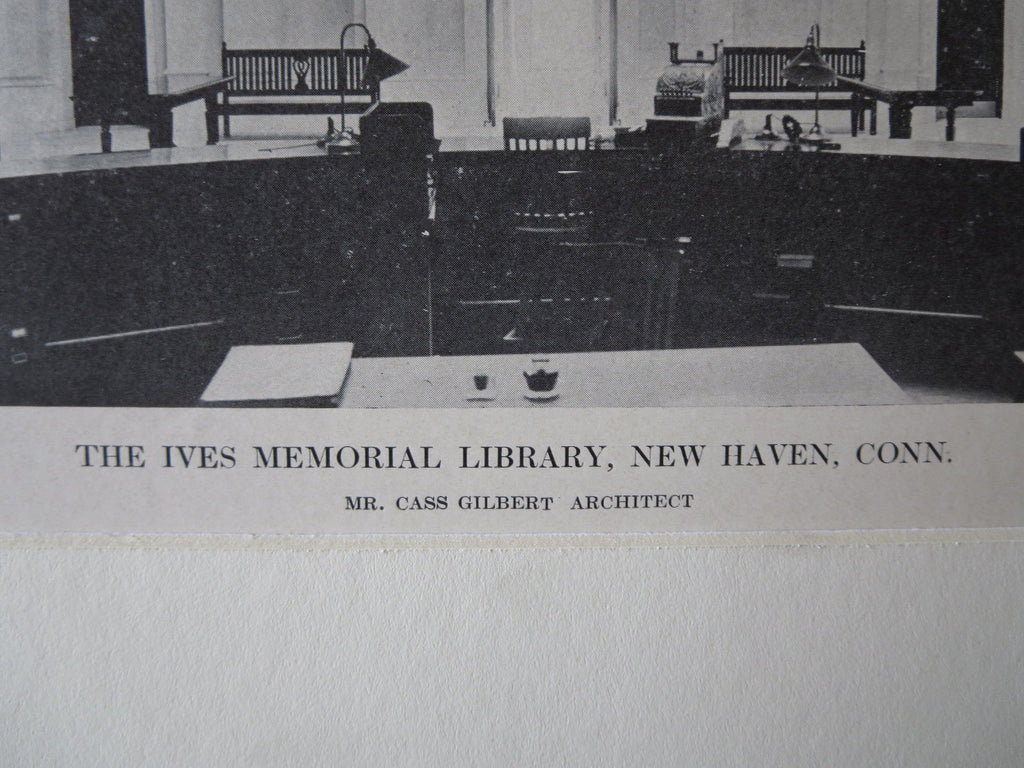 THE IVES MEMORIAL LIBRARY, NEW HAVEN, CONN.
MR. CASS GILBERT ARCHITECT